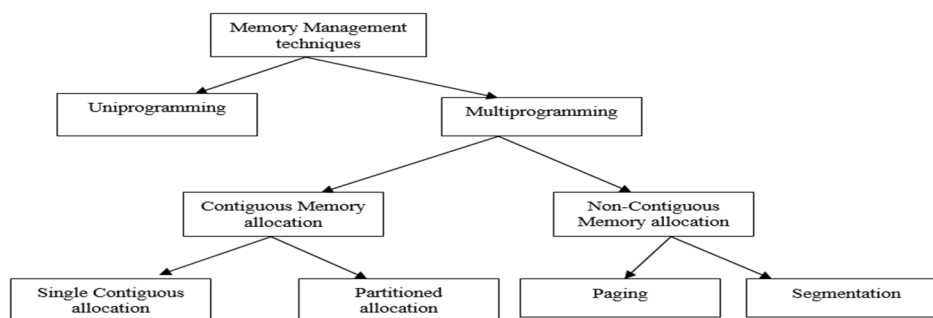 Memory Management
techniques
Uniprogramming
Multiprogramming
Contiguous Memory
allocation
Non-Contiguous
Memory allocation
Single Contiguous
allocation
Partitioned
allocation
Paging
Segmentation